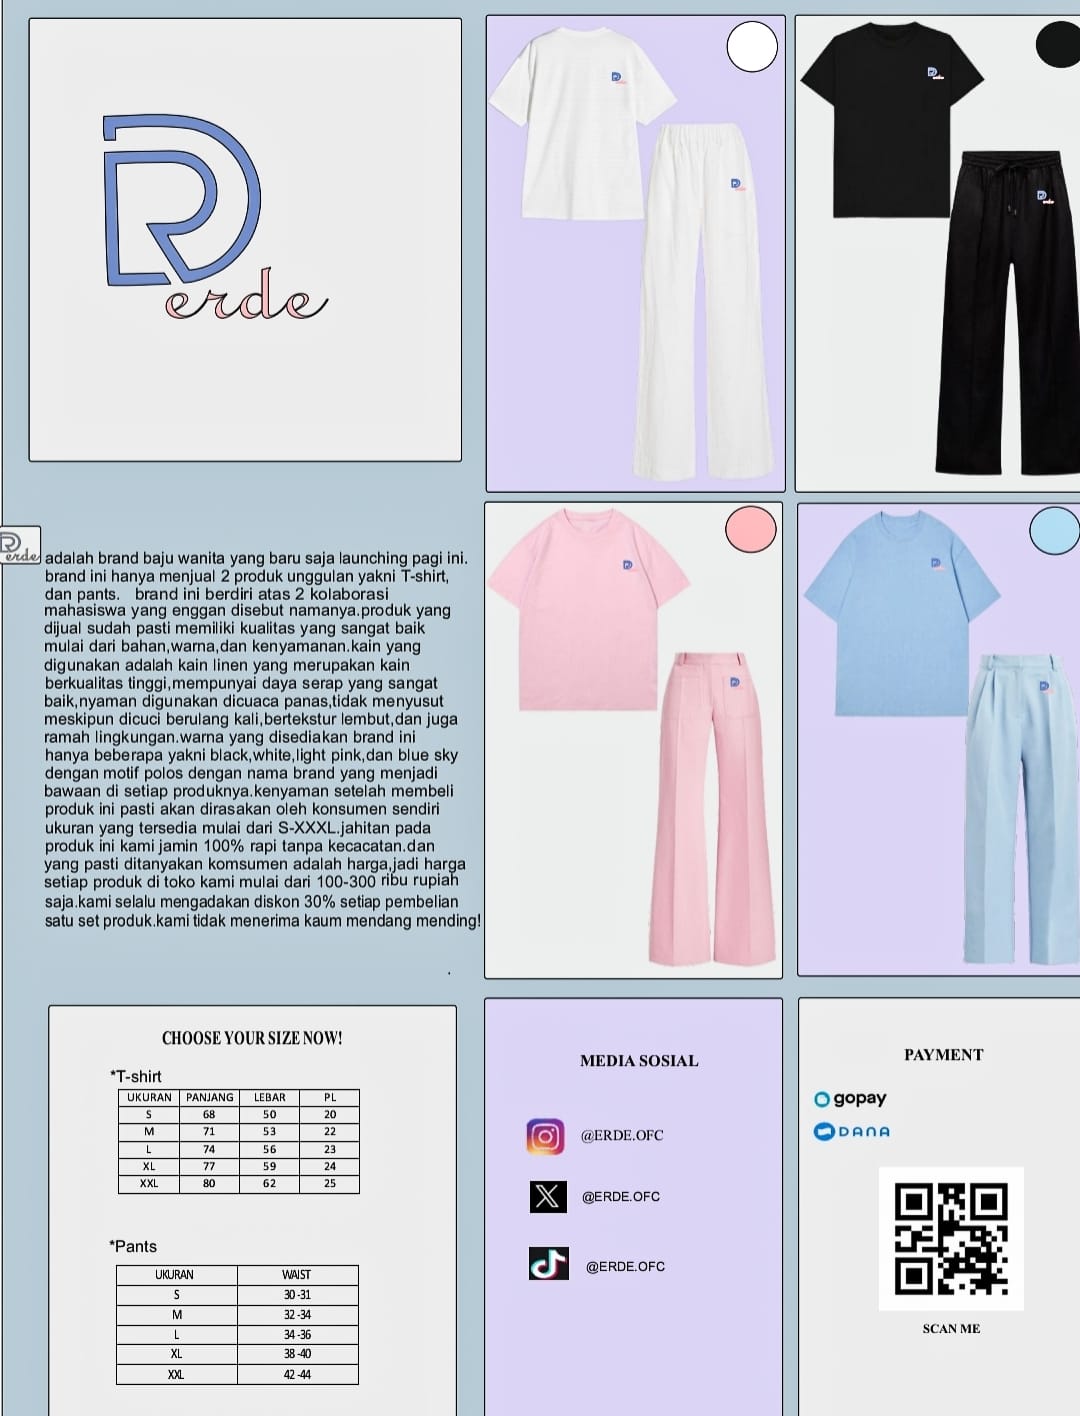 erde
erde adalah brand baju wanita yang baru saja launching pagi ini.
brand ini hanya menjual 2 produk unggulan yakni T-shirt,
dan pants. brand ini berdiri atas 2 kolaborasi
mahasiswa yang enggan disebut namanya.produk yang
dijual sudah pasti memiliki kualitas yang sangat baik
mulai dari bahan,warna,dan kenyamanan.kain yang
digunakan adalah kain linen yang merupakan kain
berkualitas tinggi,mempunyai daya serap yang sangat
baik,nyaman digunakan dicuaca panas,tidak menyusut
meskipun dicuci berulang kali,bertekstur lembut,dan juga
ramah lingkungan.warna yang disediakan brand ini
hanya beberapa yakni black,white,light pink,dan blue sky
dengan motif polos dengan nama brand yang menjadi
bawaan di setiap produknya.kenyaman setelah membeli
produk ini pasti akan dirasakan oleh konsumen sendiri
ukuran yang tersedia mulai dari S-XXXL.jahitan pada
produk ini kami jamin 100% rapi tanpa kecacatan.dan
yang pasti ditanyakan komsumen adalah harga,jadi harga
setiap produk di toko kami mulai dari 100-300 ribu rupiah
saja.kami selalu mengadakan diskon 30% setiap pembelian
satu set produk.kami tidak menerima kaum mendang mending!
.
CHOOSE YOUR SIZE NOW!
*T-shirt
UKURAN PANJANG LEBAR PL
S 68 50 20
M 71 53 22
L 74 56 23
XL 77 59 24
XXL 80 62 25
*Pants
UKURAN WAIST
S 30-31
M 32-34
L 34-36
XL 38-40
XXL 42-44
MEDIA SOSIAL
@ERDE.OFC
@ERDE.OFC
@ERDE.OFC
PAYMENT
gopay
DANA
SCAN ME